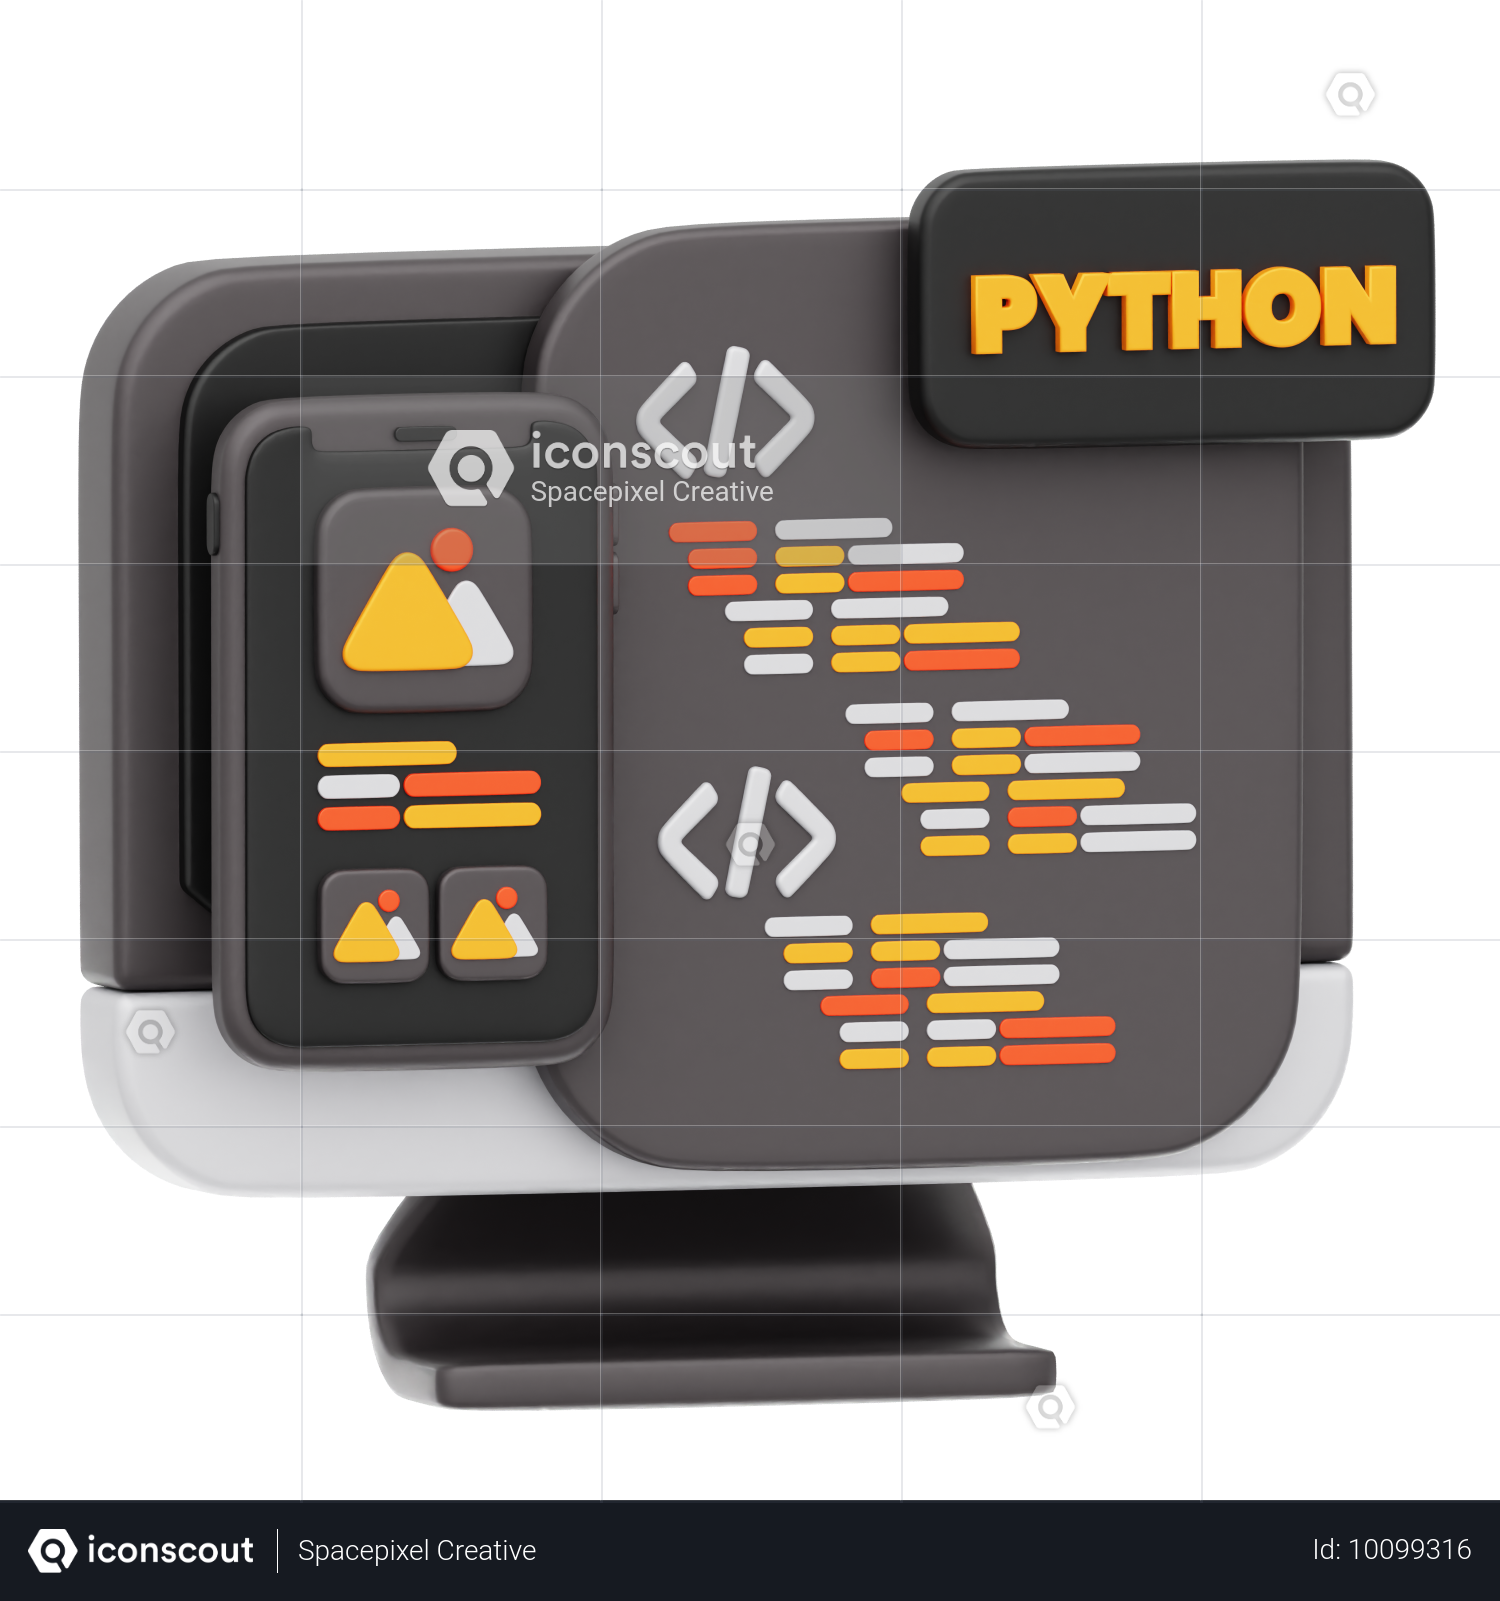 PYTHON
</>
iconscout
Spacepixel Creative
</>
iconscout
Spacepixel Creative
Id: 10099316